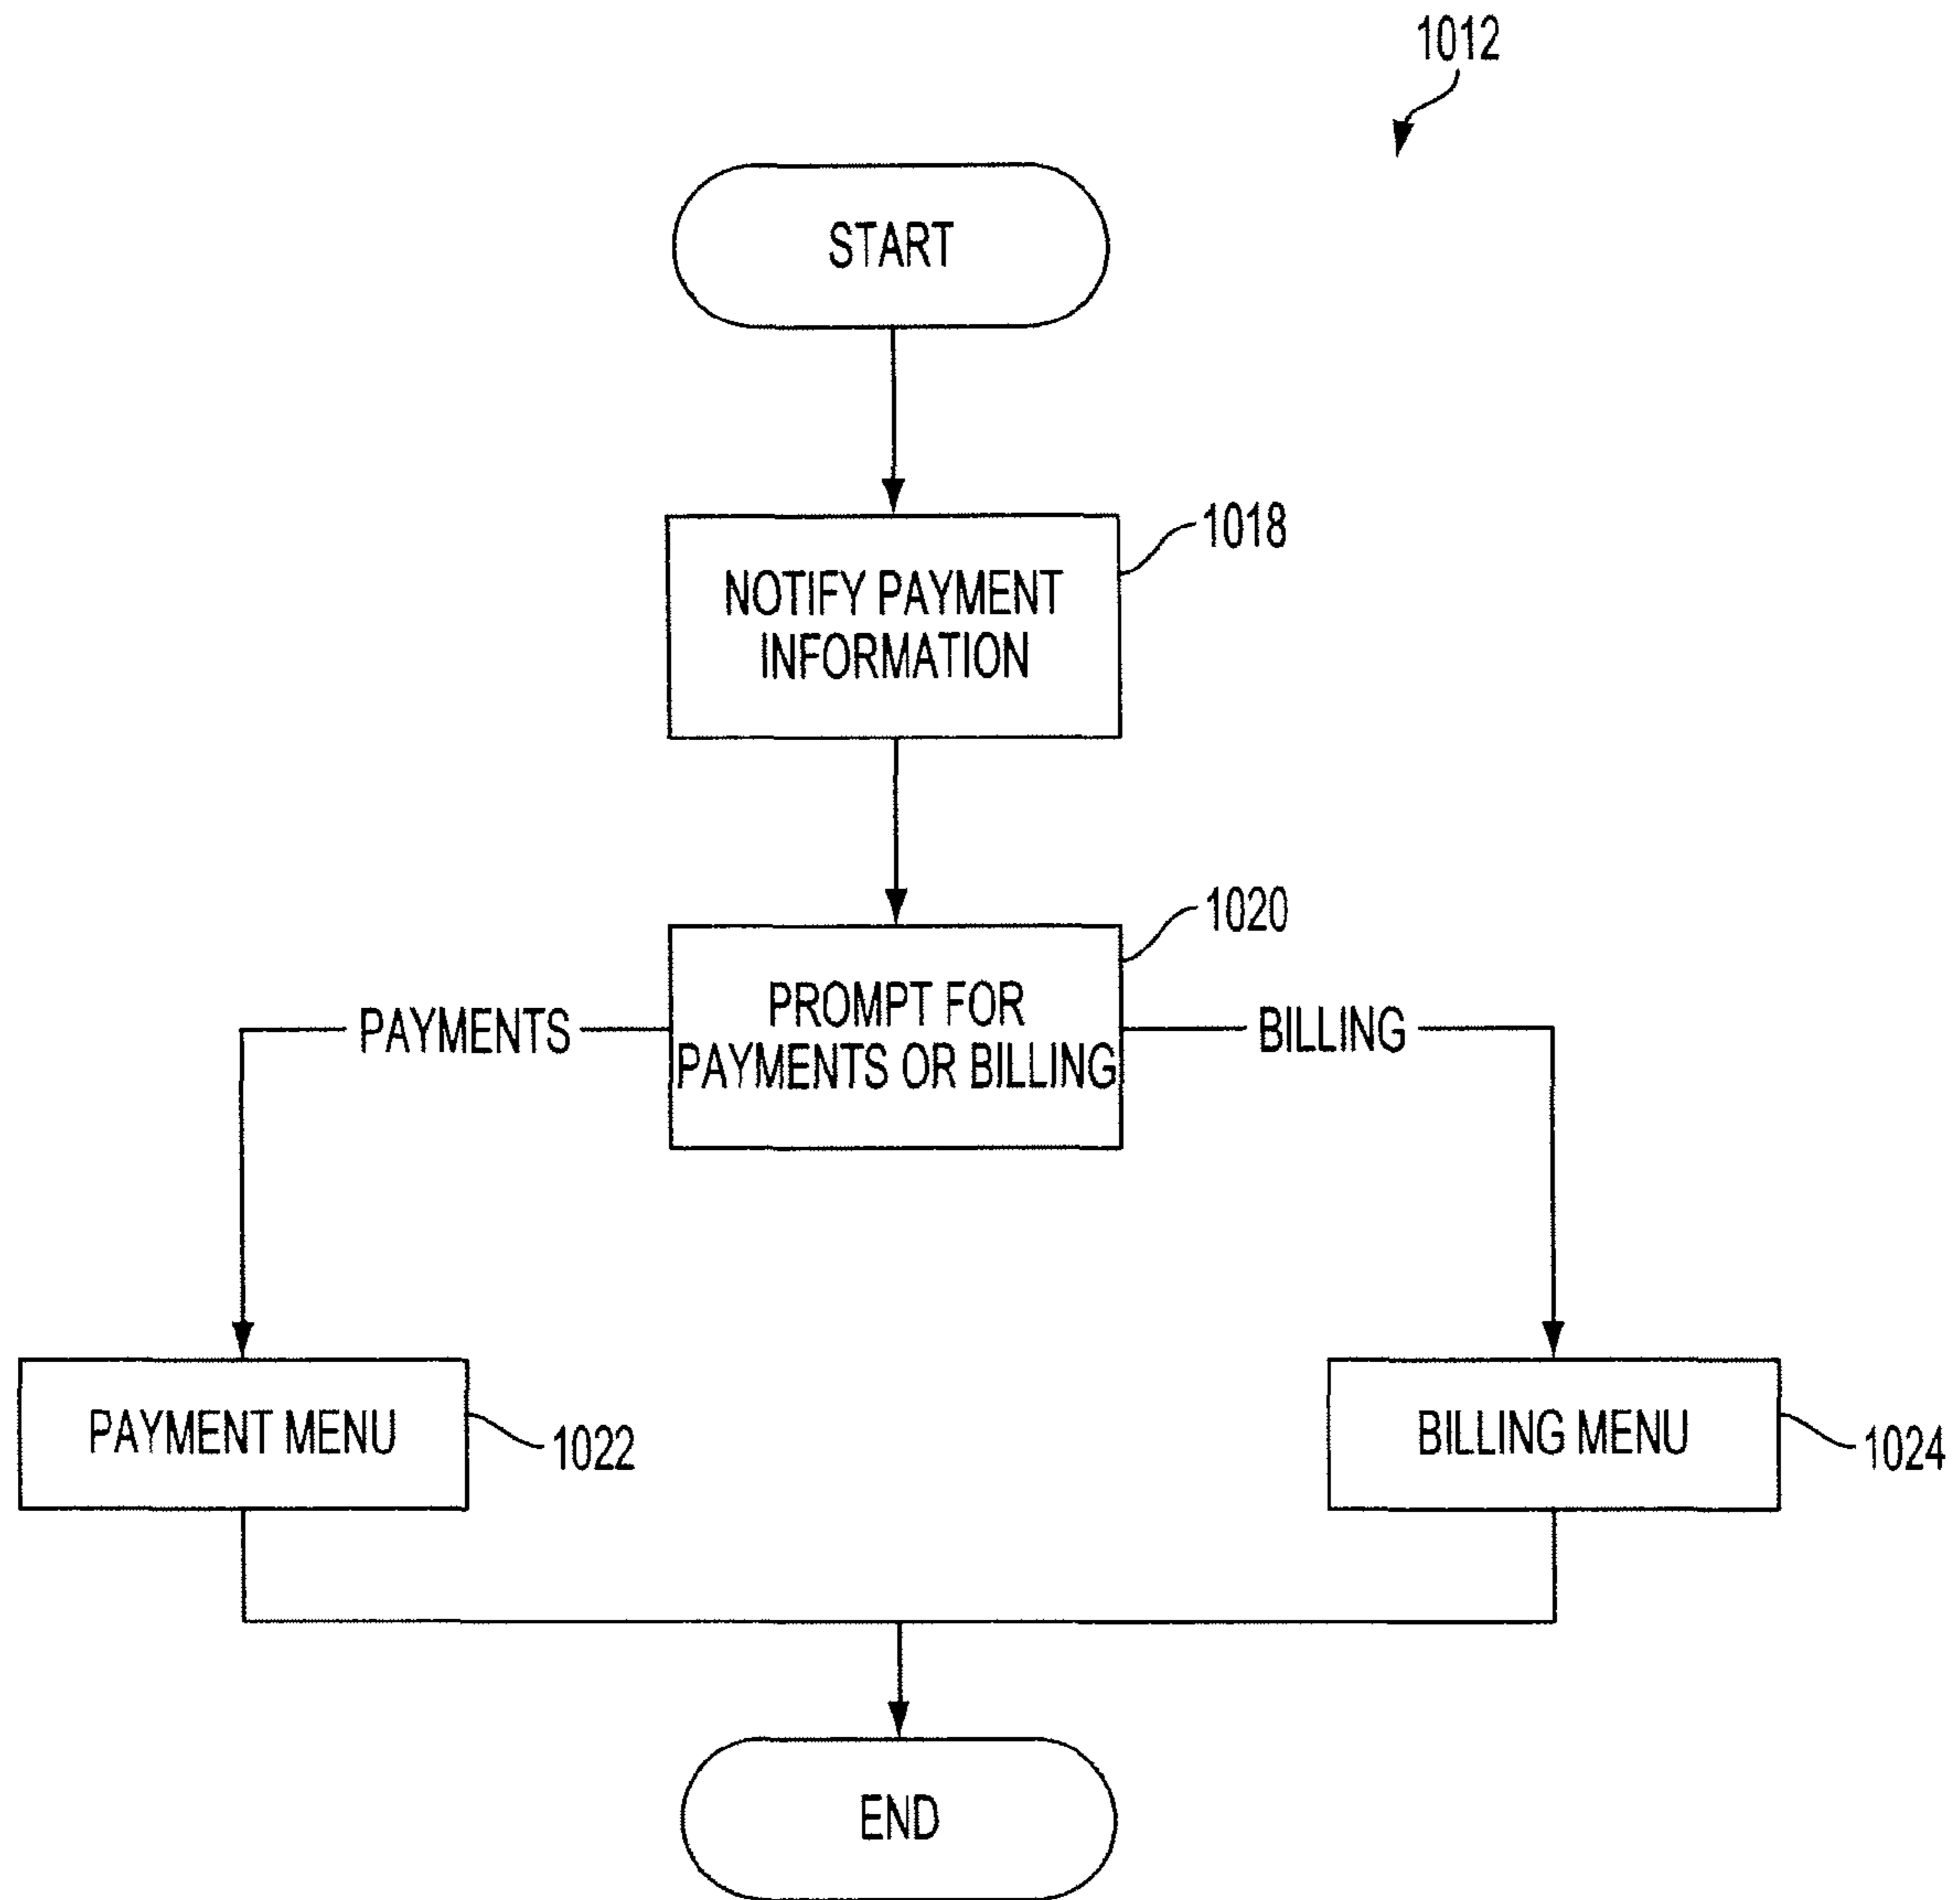 1012
START
1018
NOTIFY PAYMENT
INFORMATION
1020
PROMPT FOR
PAYMENTS OR BILLING
PAYMENTS
BILLING
PAYMENT MENU
1022
BILLING MENU
1024
END